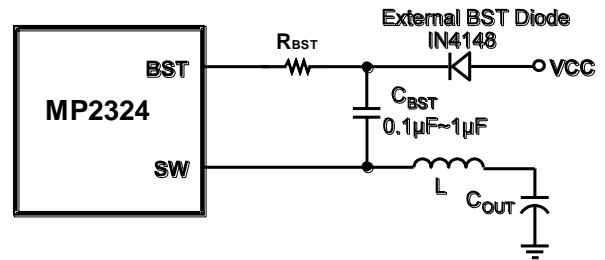 External BST Diode
IN4148
RBST
BST
VCC
MP2324
CBST
0.1µF~1µF
SW
L
COUT